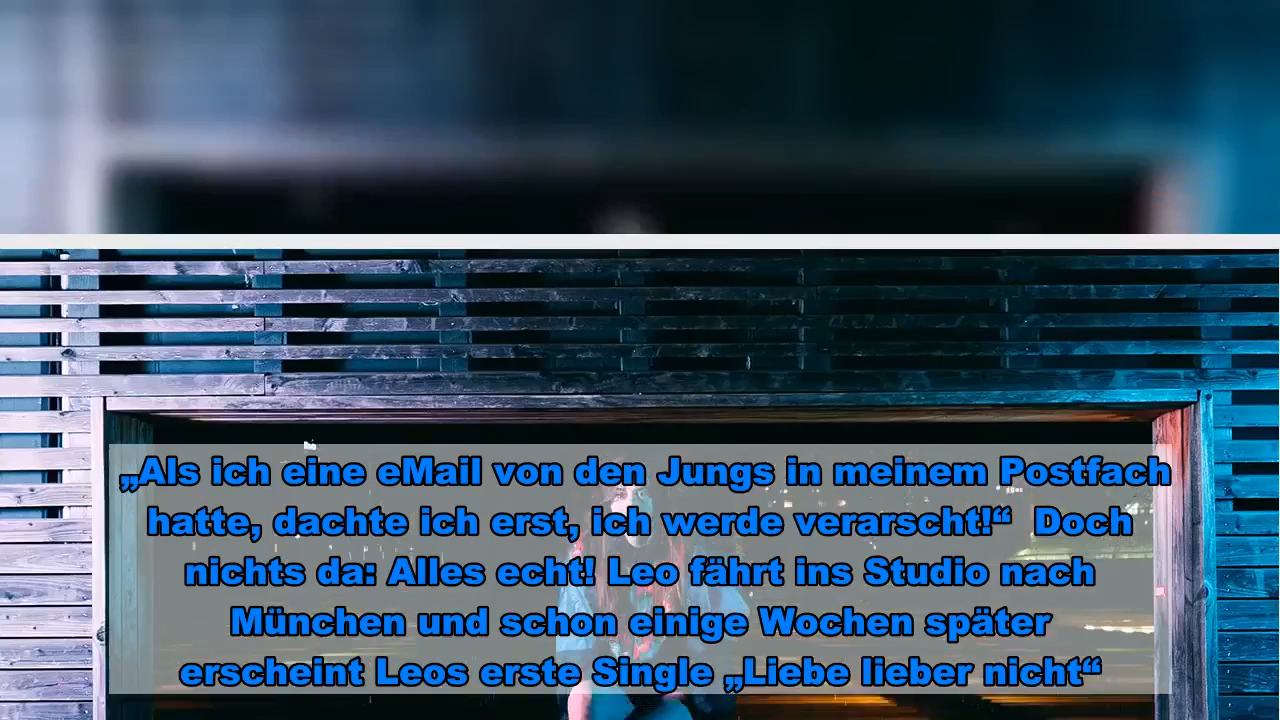 „Als ich eine eMail von den Jungs in meinem Postfach
hatte, dachte ich erst, ich werde verarscht!“  Doch
nichts da: Alles echt! Leo fährt ins Studio nach
München und schon einige Wochen später
erscheint Leos erste Single „Liebe lieber nicht“